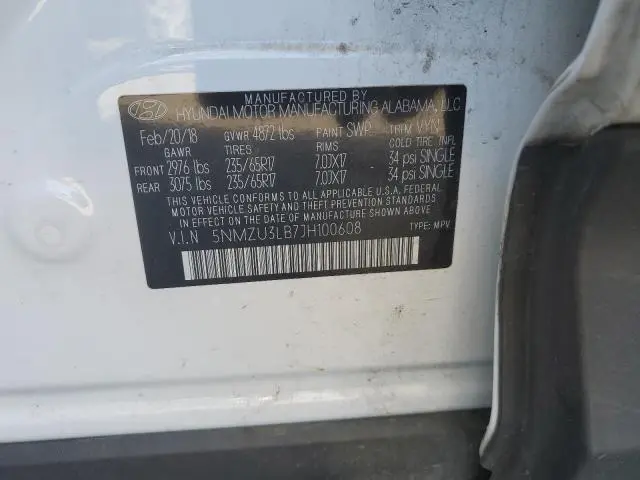 MANUFACTURED BY
HYUNDAI MOTOR MANUFACTURING ALABAMA, LLC
Feb/20/18 GVWR 4872 lbs PAINT SWP TRIM VYN
GAWR TIRES RIMS COLD TIRE INFL
FRONT 2976 lbs 235/65R17 7.0JX17 34 psi SINGLE
REAR 3075 lbs 235/65R17 7.0JX17 34 psi SINGLE
THIS VEHICLE CONFORMS TO ALL APPLICABLE U.S.A. FEDERAL
MOTOR VEHICLE SAFETY AND THEFT PREVENTION STANDARDS
IN EFFECT ON THE DATE OF MANUFACTURE SHOWN ABOVE.
V.I.N 5NMZU3LB7JH100608 TYPE: MPV